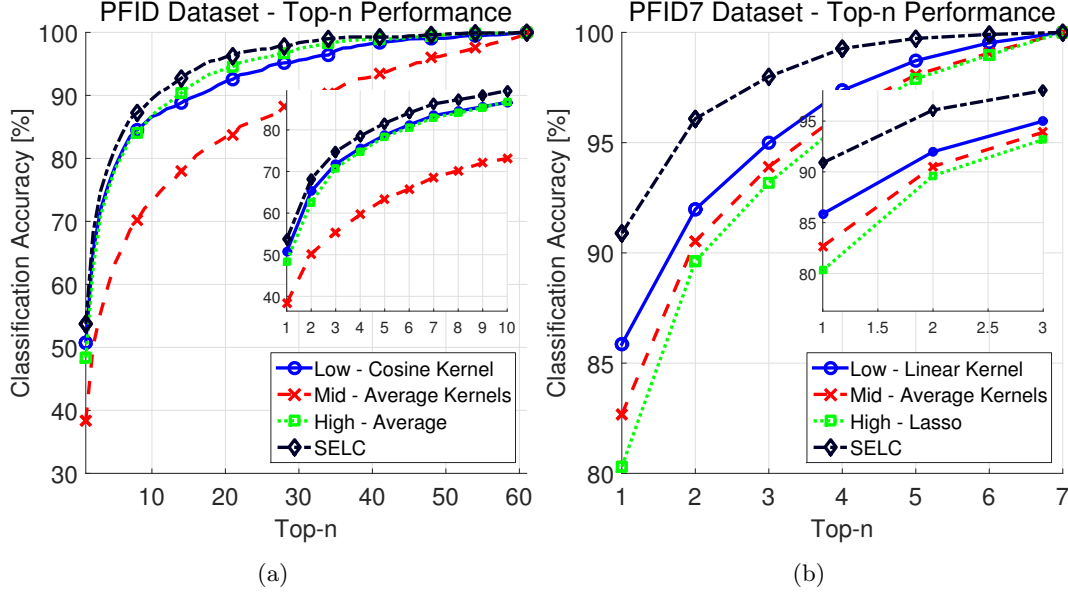 PFID Dataset - Top-n Performance
100
90
80
70
60
50
40
30
Classification Accuracy [%]
10 20 30 40 50 60
Top-n
90
80
70
60
50
40
1 2 3 4 5 6 7 8 9 10
Low - Cosine Kernel
Mid - Average Kernels
High - Average
SELC
(a)
PFID7 Dataset - Top-n Performance
100
95
90
85
80
Classification Accuracy [%]
1 2 3 4 5 6 7
Top-n
95
90
85
80
1 1.5 2 2.5 3
Low - Linear Kernel
Mid - Average Kernels
High - Lasso
SELC
(b)